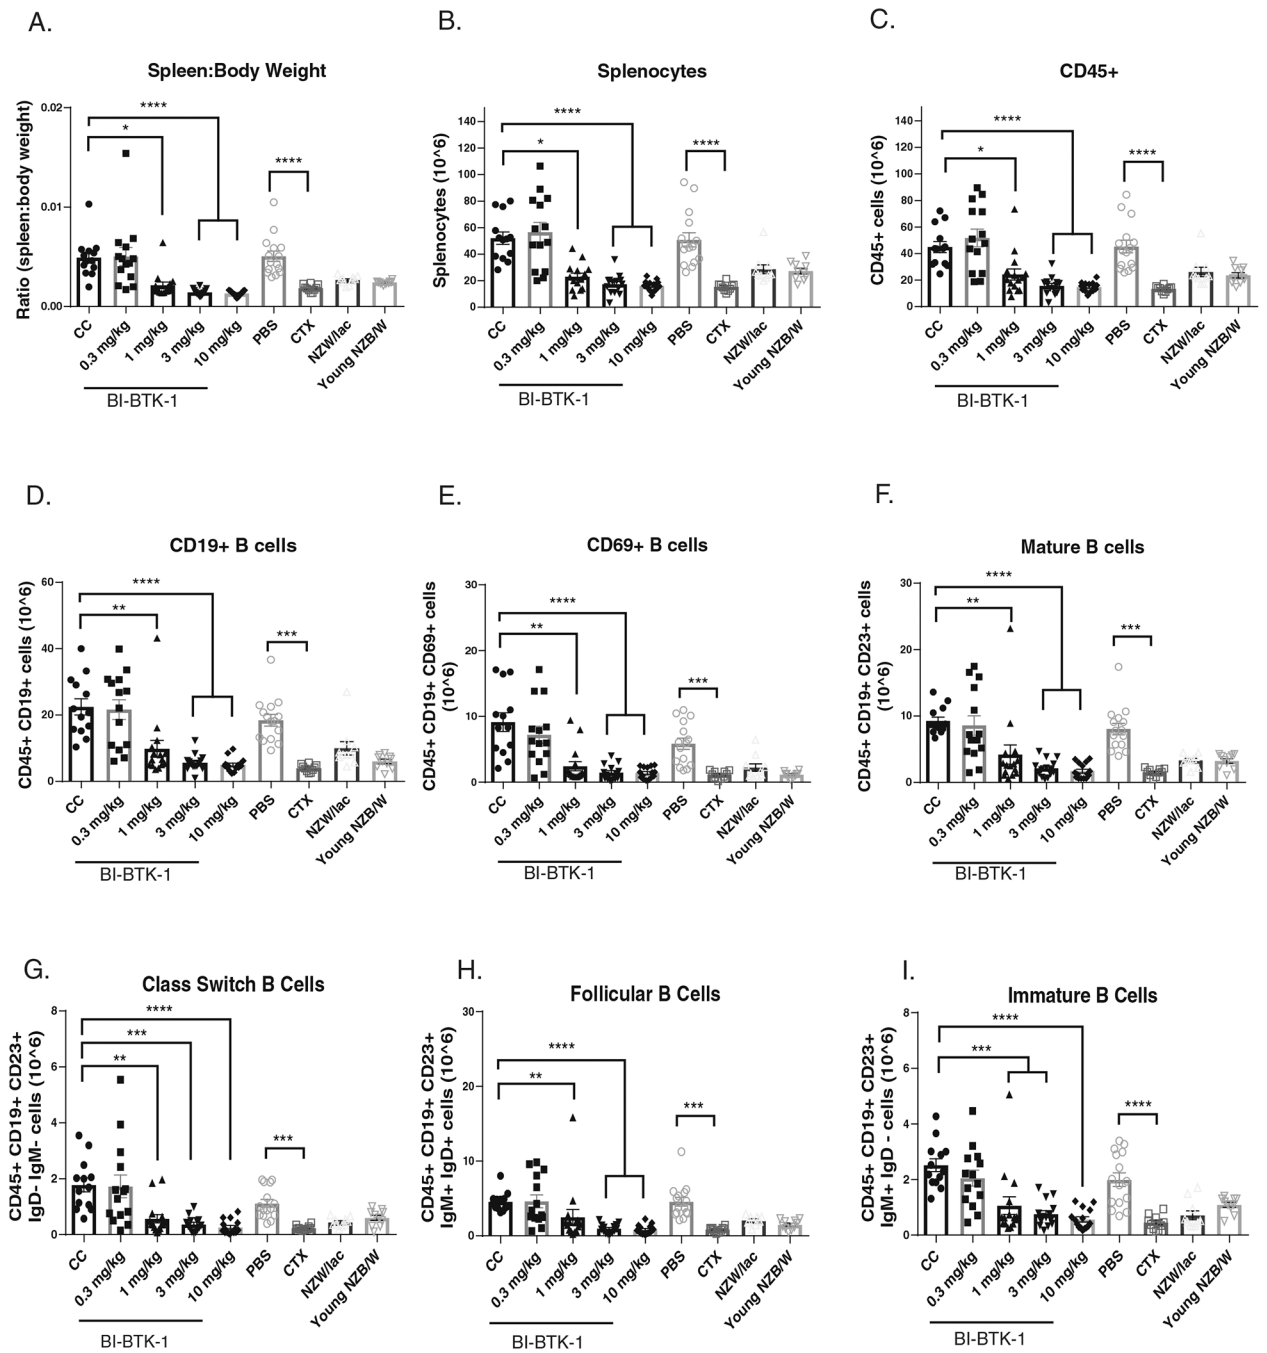 A.
B.
C.
Spleen:Body Weight
Splenocytes
CD45+
Ratio (spleen:body weight)
0.02
0.01
0.00
****
*
****
CC
0.3 mg/kg
1 mg/kg
3 mg/kg
10 mg/kg
PBS
CTX
NZW/lac
Young NZB/W
BI-BTK-1
Splenocytes (10^6)
140
120
100
80
60
40
20
0
****
*
****
CC
0.3 mg/kg
1 mg/kg
3 mg/kg
10 mg/kg
PBS
CTX
NZW/lac
Young NZB/W
BI-BTK-1
CD45+ cells (10^6)
140
120
100
80
60
40
20
0
****
*
****
CC
0.3 mg/kg
1 mg/kg
3 mg/kg
10 mg/kg
PBS
CTX
NZW/lac
Young NZB/W
BI-BTK-1
D.
E.
F.
CD19+ B cells
CD69+ B cells
Mature B cells
CD45+ CD19+ cells (10^6)
60
40
20
0
****
**
***
CC
0.3 mg/kg
1 mg/kg
3 mg/kg
10 mg/kg
PBS
CTX
NZW/lac
Young NZB/W
BI-BTK-1
CD45+ CD19+ CD69+ cells
(10^6)
30
20
10
0
****
**
***
CC
0.3 mg/kg
1 mg/kg
3 mg/kg
10 mg/kg
PBS
CTX
NZW/lac
Young NZB/W
BI-BTK-1
CD45+ CD19+ CD23+ cells
(10^6)
30
20
10
0
****
**
***
CC
0.3 mg/kg
1 mg/kg
3 mg/kg
10 mg/kg
PBS
CTX
NZW/lac
Young NZB/W
BI-BTK-1
G.
H.
I.
Class Switch B Cells
Follicular B Cells
Immature B Cells
CD45+ CD19+ CD23+
IgD- IgM- cells (10^6)
8
6
4
2
0
****
***
**
***
CC
0.3 mg/kg
1 mg/kg
3 mg/kg
10 mg/kg
PBS
CTX
NZW/lac
Young NZB/W
BI-BTK-1
CD45+ CD19+ CD23+
IgM+ IgD+ cells (10^6)
30
20
10
0
****
**
***
CC
0.3 mg/kg
1 mg/kg
3 mg/kg
10 mg/kg
PBS
CTX
NZW/lac
Young NZB/W
BI-BTK-1
CD45+ CD19+ CD23+
IgM+ IgD - cells (10^6)
8
6
4
2
0
****
***
****
CC
0.3 mg/kg
1 mg/kg
3 mg/kg
10 mg/kg
PBS
CTX
NZW/lac
Young NZB/W
BI-BTK-1